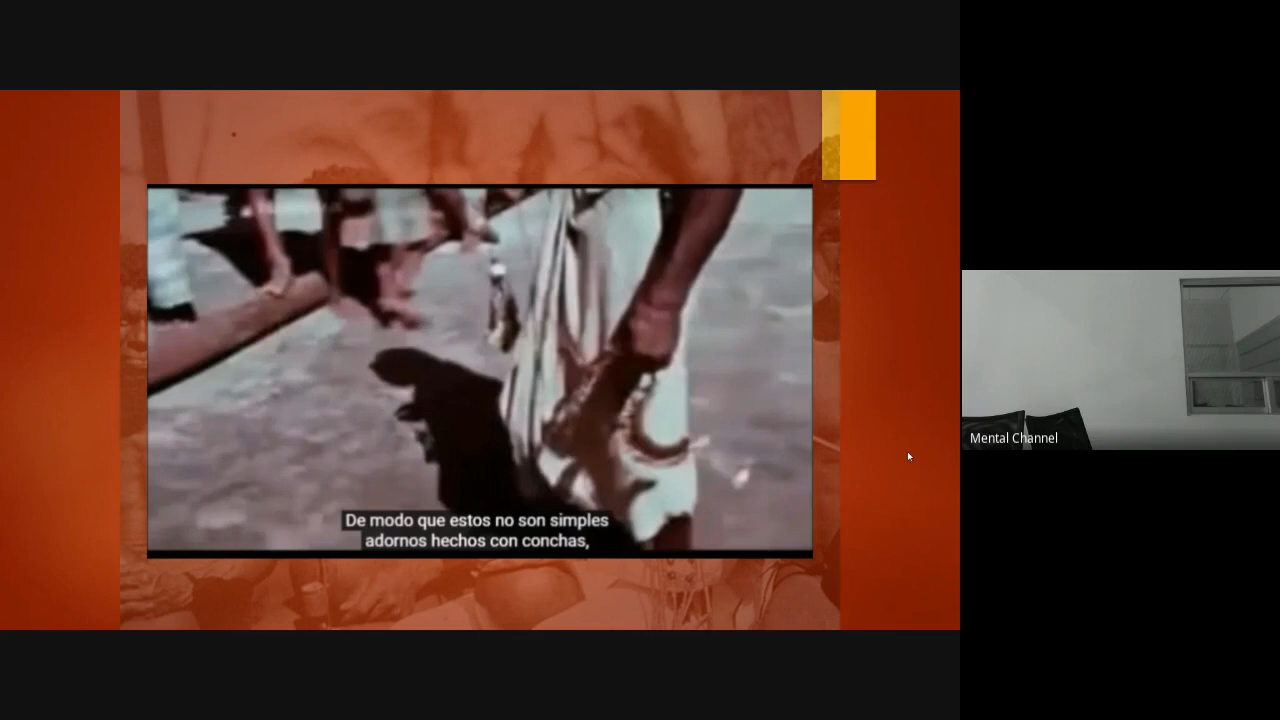 De modo que estos no son simples
adornos hechos con conchas,
Mental Channel